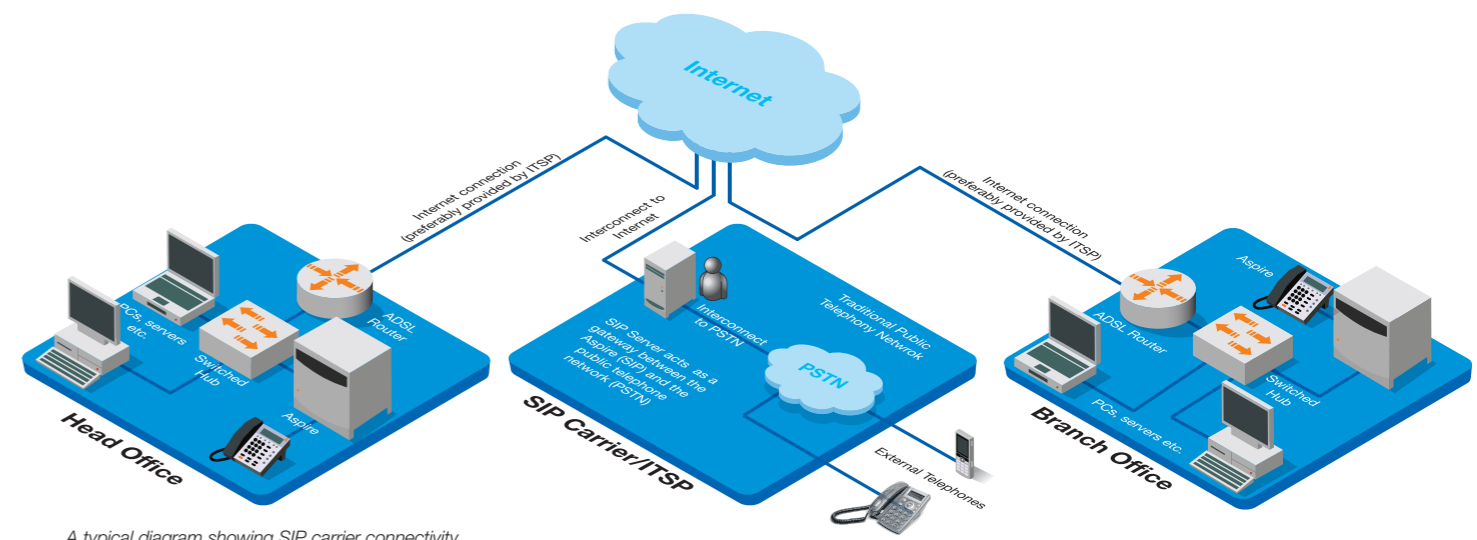 Internet
Internet connection
(preferably provided by ITSP)
Interconnect to
Internet
Internet connection
(preferably provided by ITSP)
PCs, servers
etc.
Switched
Hub
ADSL
Router
Aspire
Head Office
SIP Server acts as a
gateway between the
Aspire (SIP) and the
public telephone
network (PSTN)
Interconnect
to PSTN
Traditional Public
Telephony Netwrok
PSTN
External Telephones
SIP Carrier/ITSP
Aspire
ADSL Router
Switched
Hub
PCs, servers etc.
Branch Office
A typical diagram showing SIP carrier connectivity